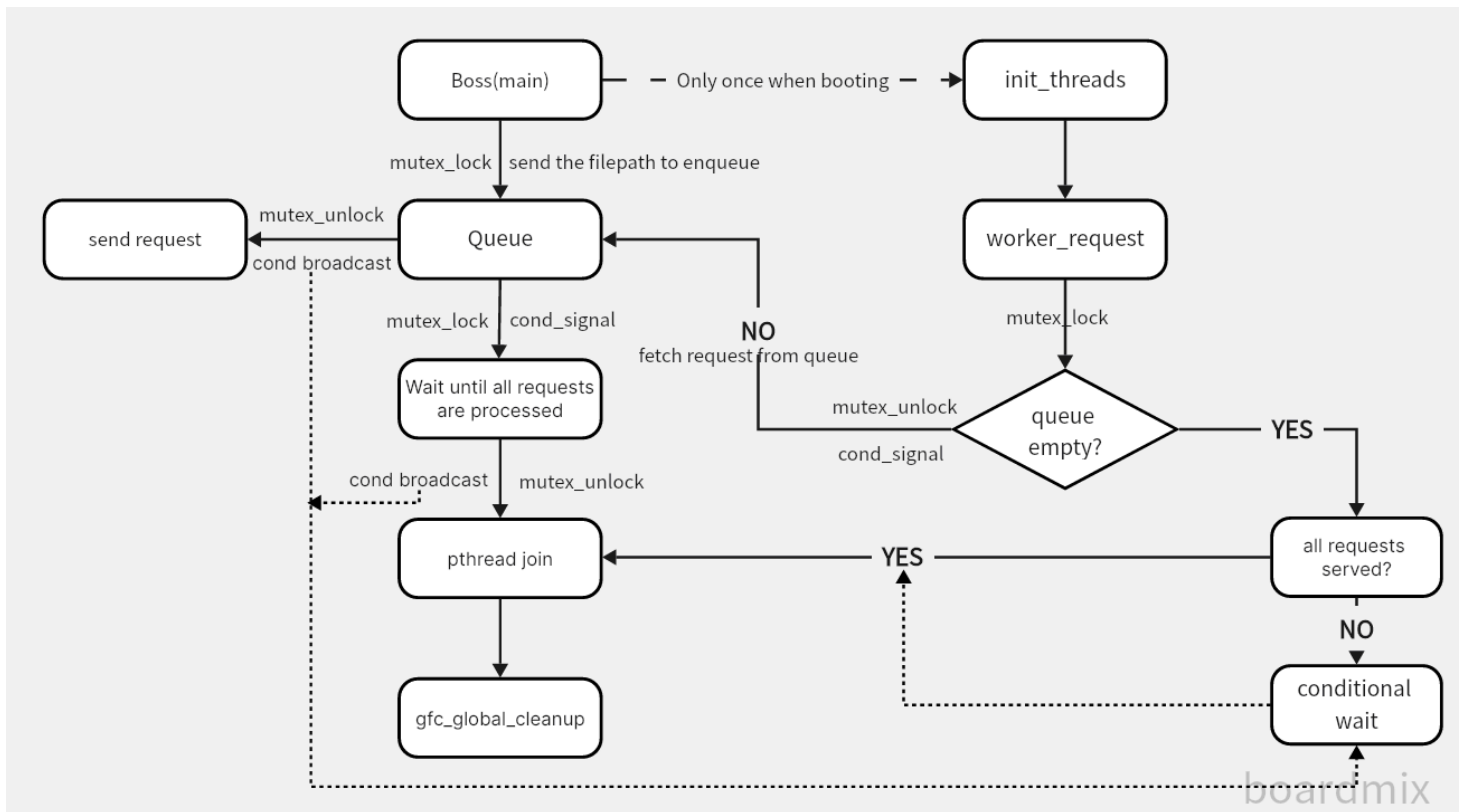 Boss(main)
Only once when booting
init_threads
mutex_lock
send the filepath to enqueue
mutex_unlock
send request
Queue
worker_request
cond broadcast
mutex_lock
cond_signal
mutex_lock
NO
fetch request from queue
Wait until all requests
are processed
mutex_unlock
cond_signal
queue
empty?
YES
cond broadcast
mutex_unlock
pthread join
YES
all requests
served?
NO
conditional
wait
gfc_global_cleanup
boardmix